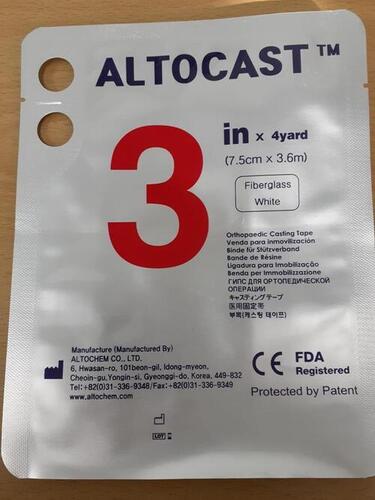 ALTOCAST ™
3 in x 4yard
(7.5cm x 3.6m)
Fiberglass
White
Orthopaedic Casting Tape
Venda para inmovilización
Binde für Stützverband
Bande de Résine
Ligadura para Imobilização
Benda per Immobilizzazione
ГИПС ДЛЯ ОРТОПЕДИЧЕСКОЙ
ОПЕРАЦИИ
キャスティングテープ
医用固定帯
부목(캐스팅 테이프)
Manufacture (Manufactured By)
ALTOCHEM CO., LTD.
6, Hwasan-ro, 101beon-gil, Idong-myeon,
Cheoin-gu,Yongin-si, Gyeonggi-do, Korea, 449-832
Tel:+82(0)31-336-9348/Fax:+82(0)31-336-9349
www.altochem.com
CE FDA
Registered
Protected by Patent
LOT